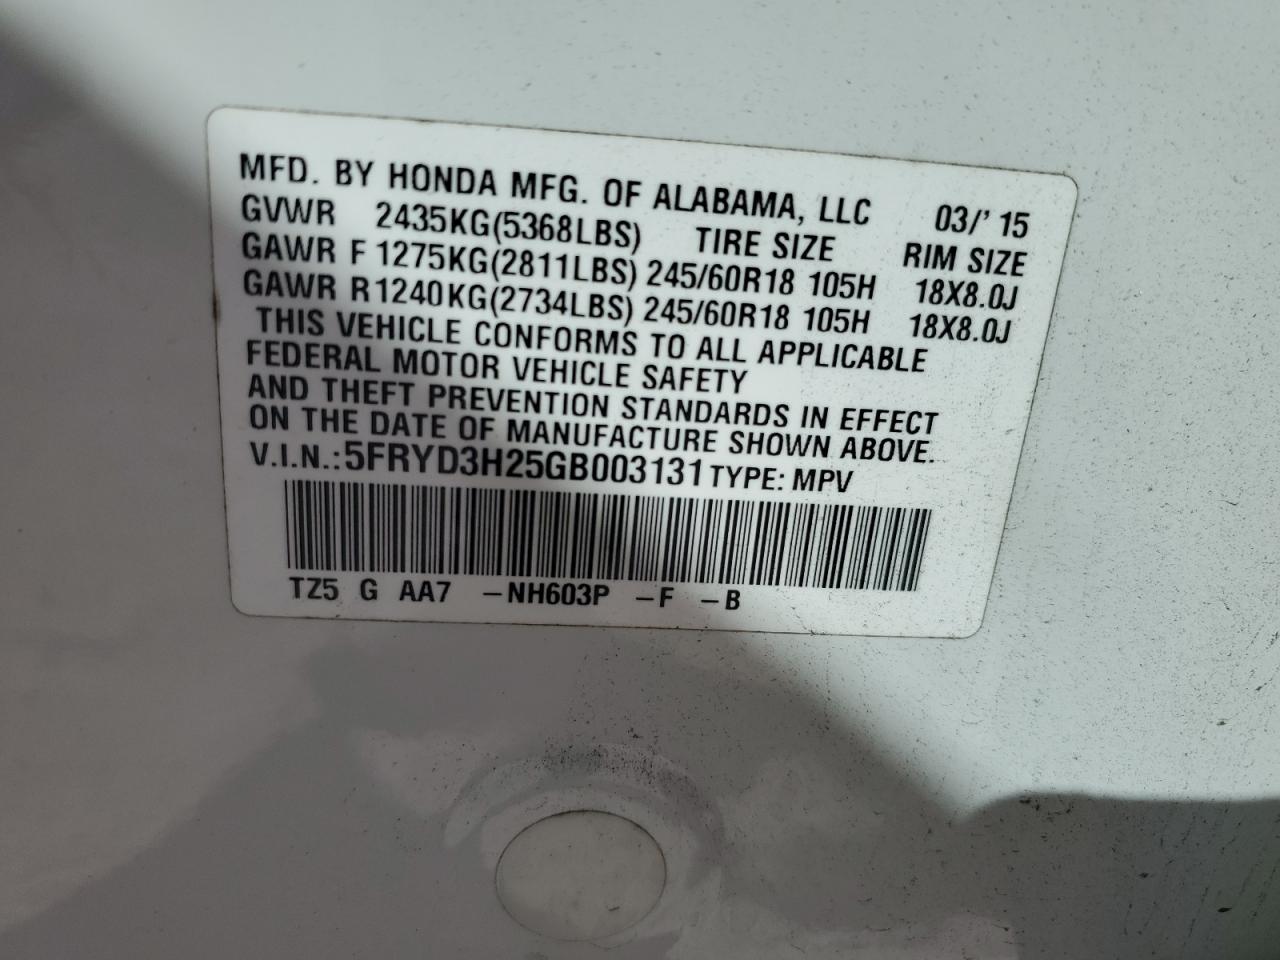 MFD. BY HONDA MFG. OF ALABAMA, LLC 03/' 15
GVWR 2435KG(5368LBS) TIRE SIZE RIM SIZE
GAWR F 1275KG(2811LBS) 245/60R18 105H 18X8.0J
GAWR R 1240KG(2734LBS) 245/60R18 105H 18X8.0J
THIS VEHICLE CONFORMS TO ALL APPLICABLE
FEDERAL MOTOR VEHICLE SAFETY
AND THEFT PREVENTION STANDARDS IN EFFECT
ON THE DATE OF MANUFACTURE SHOWN ABOVE.
V.I.N.: 5FRYD3H25GB003131 TYPE: MPV
TZ5 G AA7 -NH603P -F -B